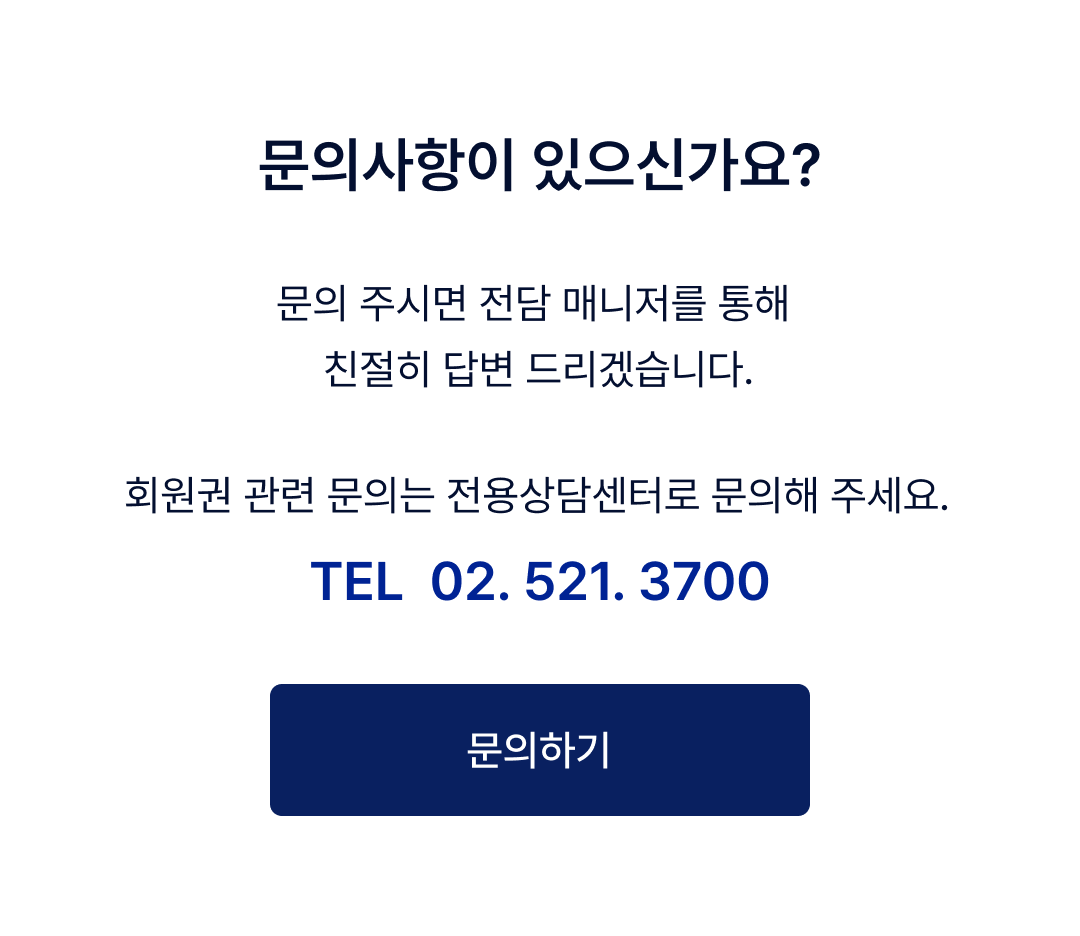 문의사항이 있으신가요?
문의 주시면 전담 매니저를 통해
친절히 답변 드리겠습니다.
회원권 관련 문의는 전용상담센터로 문의해 주세요.
TEL 02. 521. 3700
문의하기